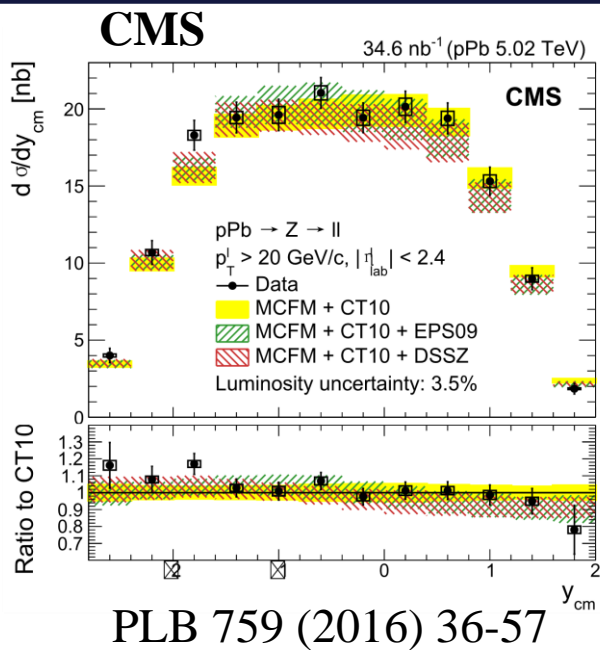 CMS
34.6 nb⁻¹ (pPb 5.02 TeV)
CMS
d σ/dy_cm [nb]
20
15
10
5
0
pPb → Z → ll
p_T^l > 20 GeV/c, |η_lab^l| < 2.4
Data
MCFM + CT10
MCFM + CT10 + EPS09
MCFM + CT10 + DSSZ
Luminosity uncertainty: 3.5%
Ratio to CT10
1.3
1.2
1.1
1
0.9
0.8
0.7
2 1 0 1 2
y_cm
PLB 759 (2016) 36-57